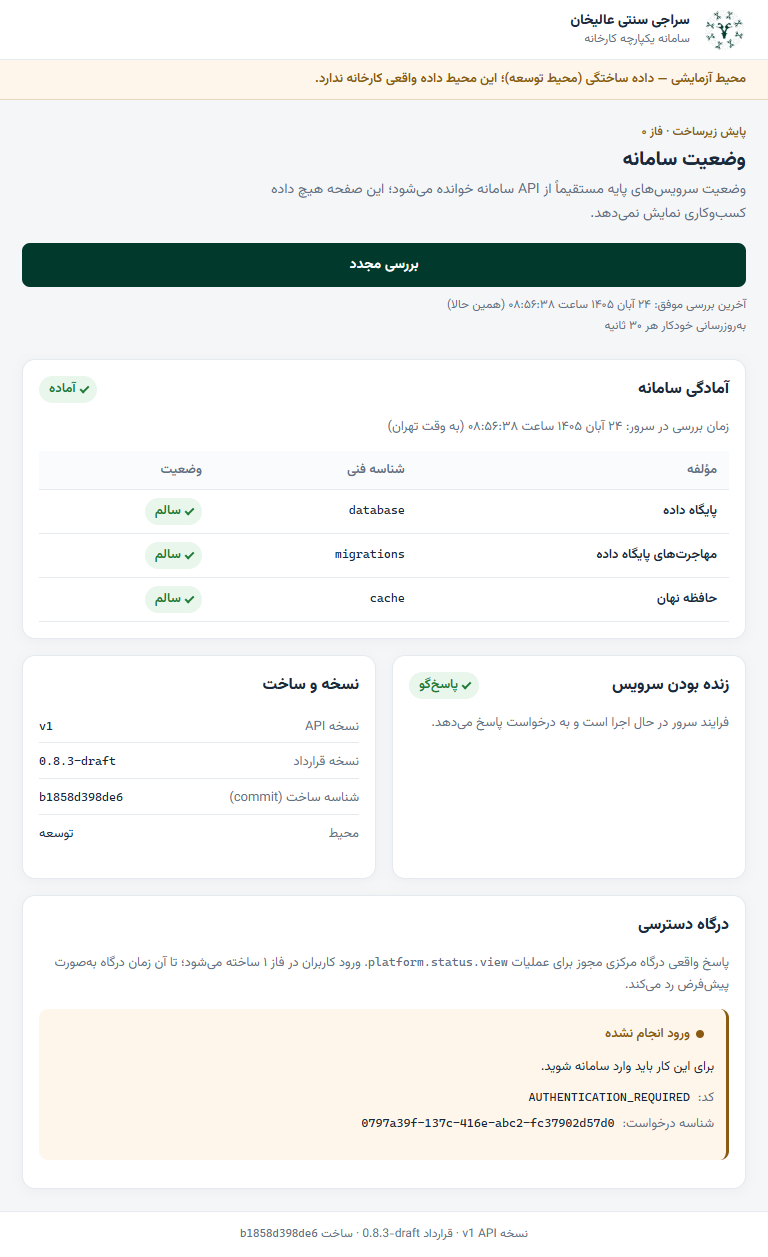 سراجی سنتی عالیخان
سامانه یکپارچه کارخانه
محیط آزمایشی — داده ساختگی (محیط توسعه)؛ این محیط داده واقعی کارخانه ندارد.
پایش زیرساخت · فاز ۰
وضعیت سامانه
وضعیت سرویس‌های پایه مستقیماً از API سامانه خوانده می‌شود؛ این صفحه هیچ داده
کسب‌وکاری نمایش نمی‌دهد.
بررسی مجدد
آخرین بررسی موفق: ۲۴ آبان ۱۴۰۵ ساعت ۰۸:۵۶:۳۸ (همین حالا)
به‌روزرسانی خودکار هر ۳۰ ثانیه
آمادگی سامانه
آماده
زمان بررسی در سرور: ۲۴ آبان ۱۴۰۵ ساعت ۰۸:۵۶:۳۸ (به وقت تهران)
مؤلفه شناسه فنی وضعیت
پایگاه داده database سالم
مهاجرت‌های پایگاه داده migrations سالم
حافظه نهان cache سالم
زنده بودن سرویس
پاسخ‌گو
فرایند سرور در حال اجرا است و به درخواست پاسخ می‌دهد.
نسخه و ساخت
نسخه API v1
نسخه قرارداد 0.8.3-draft
شناسه ساخت (commit) b1858d398de6
محیط توسعه
درگاه دسترسی
پاسخ واقعی درگاه مرکزی مجوز برای عملیات platform.status.view. ورود کاربران در فاز ۱ ساخته می‌شود؛ تا آن زمان درگاه به‌صورت
پیش‌فرض رد می‌کند.
ورود انجام نشده
برای این کار باید وارد سامانه شوید.
کد: AUTHENTICATION_REQUIRED
شناسه درخواست: 0797a39f-137c-416e-abc2-fc37902d57d0
نسخه API v1 · قرارداد 0.8.3-draft · ساخت b1858d398de6